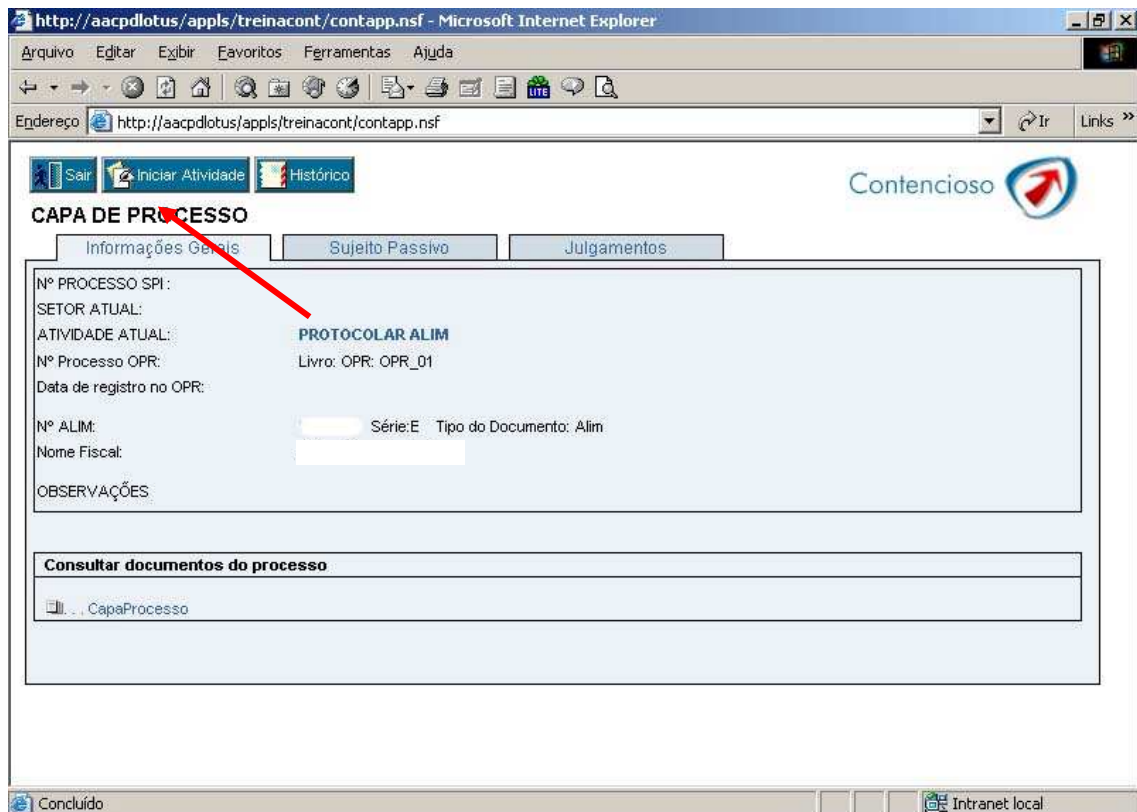 http://aacpdlotus/appls/treinacont/contapp.nsf - Microsoft Internet Explorer
Arquivo Editar Exibir Favoritos Ferramentas Ajuda
LITE
Endereço http://aacpdlotus/appls/treinacont/contapp.nsf Ir Links »
Sair Iniciar Atividade Histórico
Contencioso
CAPA DE PROCESSO
Informações Gerais Sujeito Passivo Julgamentos
Nº PROCESSO SPI :
SETOR ATUAL:
ATIVIDADE ATUAL: PROTOCOLAR ALIM
Nº Processo OPR: Livro: OPR: OPR_01
Data de registro no OPR:
Nº ALIM: Série:E Tipo do Documento: Alim
Nome Fiscal:
OBSERVAÇÕES
Consultar documentos do processo
. . . CapaProcesso
Concluído Intranet local